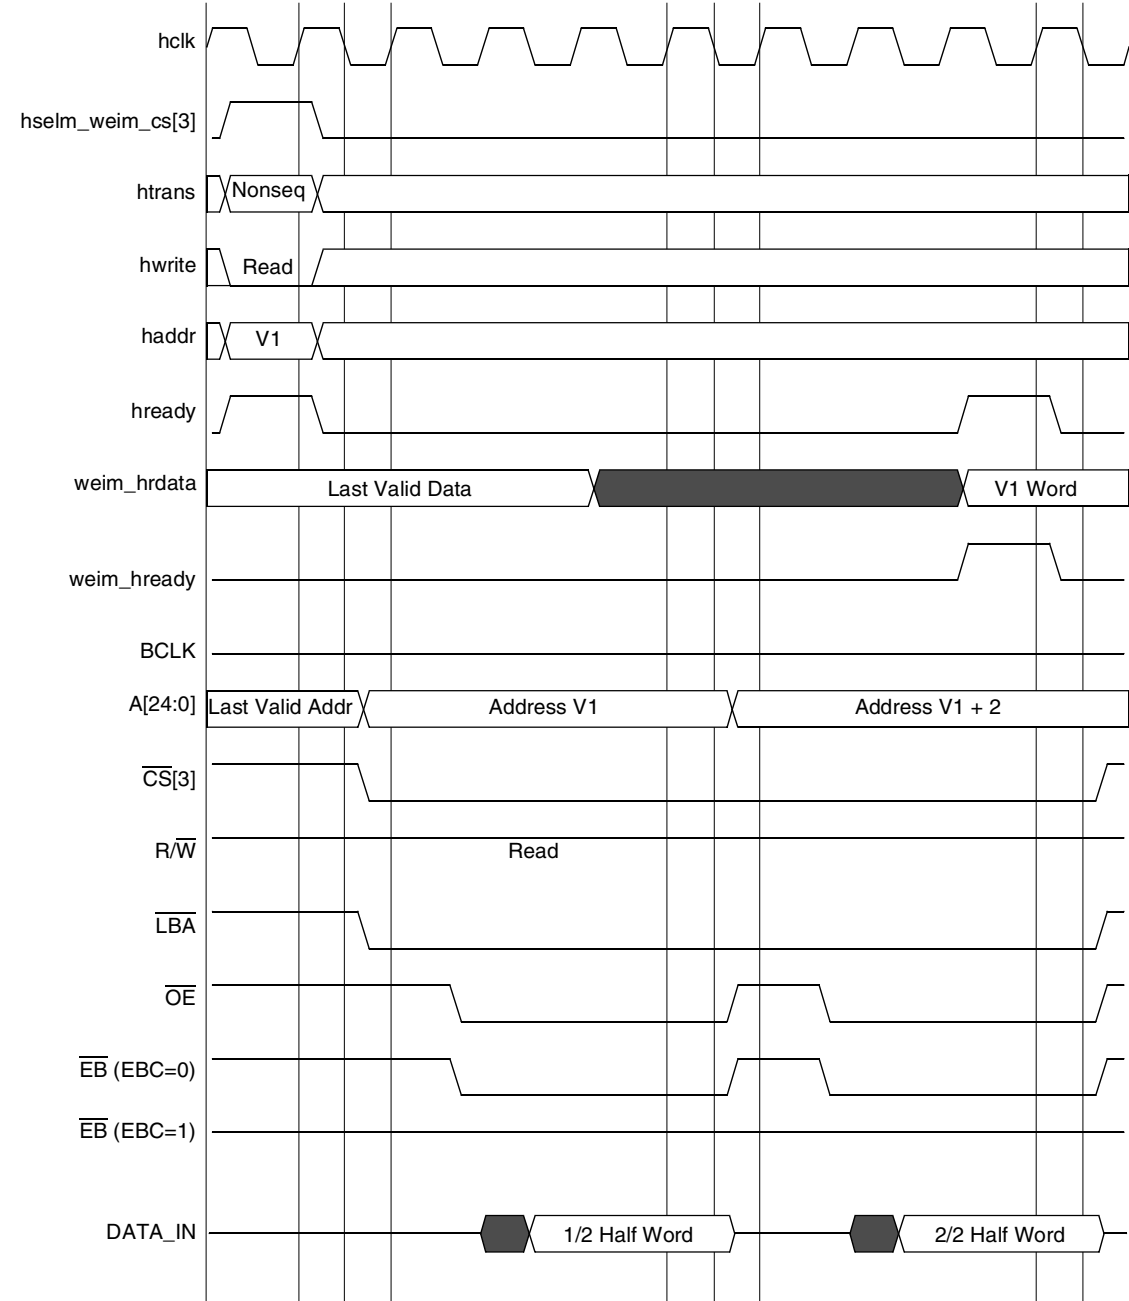 hclk
hselm_weim_cs[3]
htrans Nonseq
hwrite Read
haddr V1
hready
weim_hrdata Last Valid Data V1 Word
weim_hready
BCLK
A[24:0] Last Valid Addr Address V1 Address V1 + 2
CS[3]
R/W Read
LBA
OE
EB (EBC=0)
EB (EBC=1)
DATA_IN 1/2 Half Word 2/2 Half Word